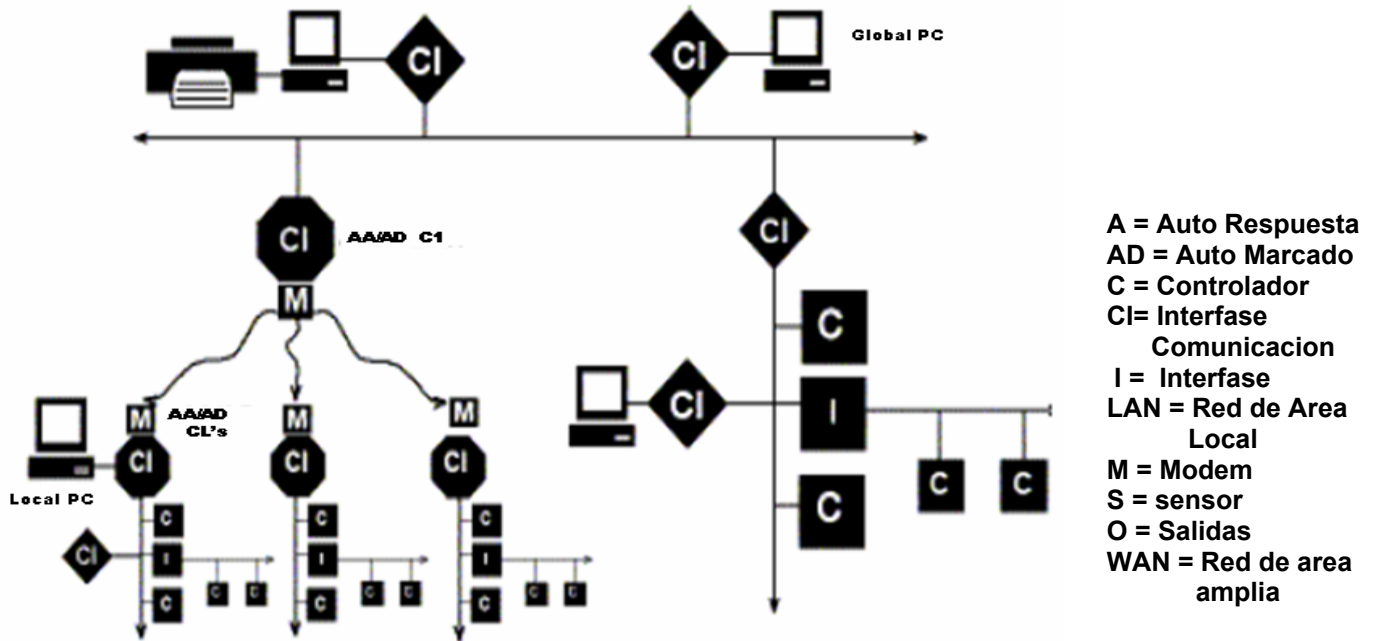 CI
CI
Global PC
CI
AA/AD C1
M
CI
C
I
C
CI
C
C
M
AA/AD
CL's
M
M
CI
CI
CI
Local PC
C
C
C
CI
I
I
I
C
C
C
C
C
C
C
C
C
A = Auto Respuesta
AD = Auto Marcado
C = Controlador
CI= Interfase
Comunicacion
I = Interfase
LAN = Red de Area
Local
M = Modem
S = sensor
O = Salidas
WAN = Red de area
amplia